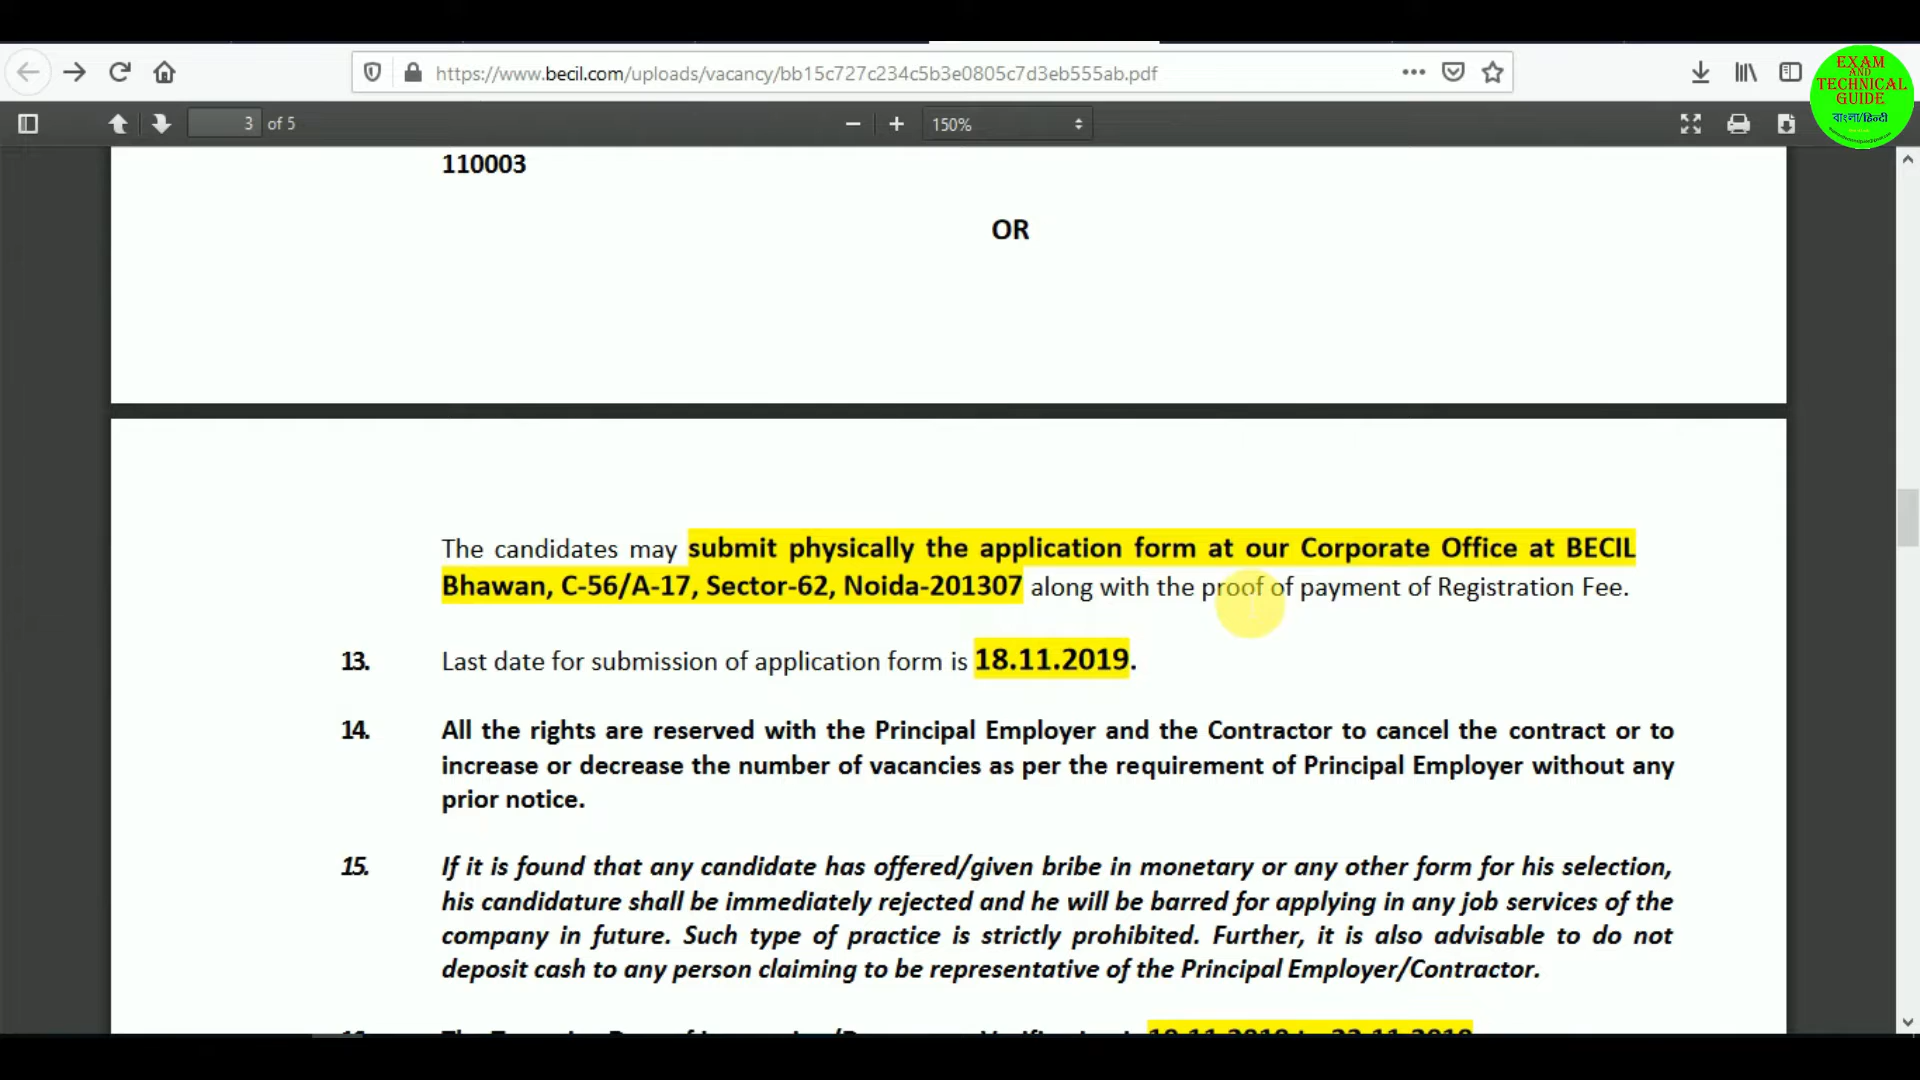 https://www.becil.com/uploads/vacancy/bb15c727c234c5b3e0805c7d3eb555ab.pdf
EXAM
AND
TECHNICAL
GUIDE
বাংলা/हिन्दी
3 of 5
150%
110003
OR
The candidates may submit physically the application form at our Corporate Office at BECIL
Bhawan, C-56/A-17, Sector-62, Noida-201307 along with the proof of payment of Registration Fee.
13. Last date for submission of application form is 18.11.2019.
14. All the rights are reserved with the Principal Employer and the Contractor to cancel the contract or to
increase or decrease the number of vacancies as per the requirement of Principal Employer without any
prior notice.
15. If it is found that any candidate has offered/given bribe in monetary or any other form for his selection,
his candidature shall be immediately rejected and he will be barred for applying in any job services of the
company in future. Such type of practice is strictly prohibited. Further, it is also advisable to do not
deposit cash to any person claiming to be representative of the Principal Employer/Contractor.